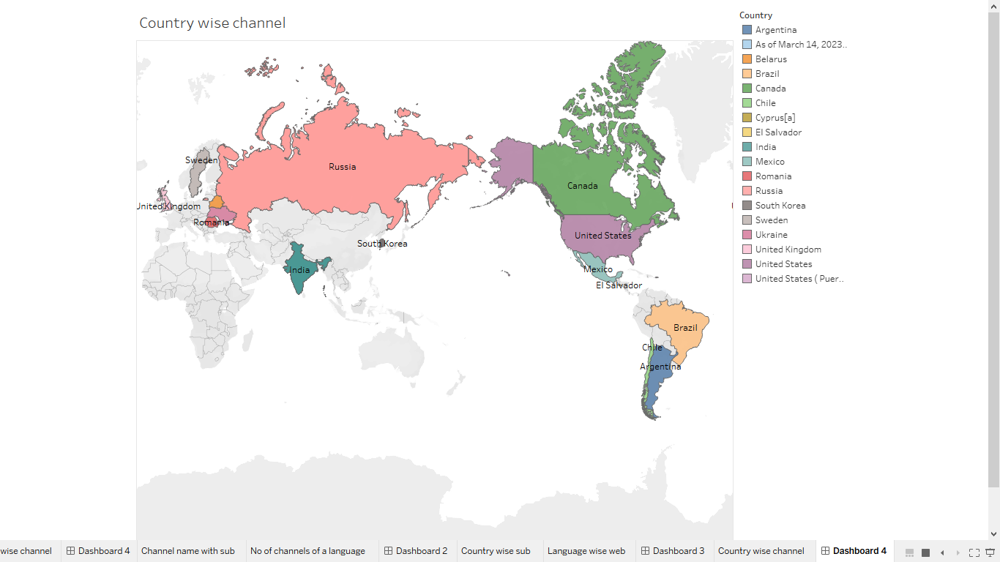 Country wise channel
Country
Argentina
As of March 14, 2023..
Belarus
Brazil
Canada
Chile
Cyprus[a]
El Salvador
India
Mexico
Romania
Russia
South Korea
Sweden
Ukraine
United Kingdom
United States
United States ( Puer..
Sweden
Russia
Canada
United Kingdom
Romania
United States
South Korea
India
Mexico
El Salvador
Brazil
Chile
Argentina
wise channel
Dashboard 4
Channel name with sub
No of channels of a language
Dashboard 2
Country wise sub
Language wise web
Dashboard 3
Country wise channel
Dashboard 4